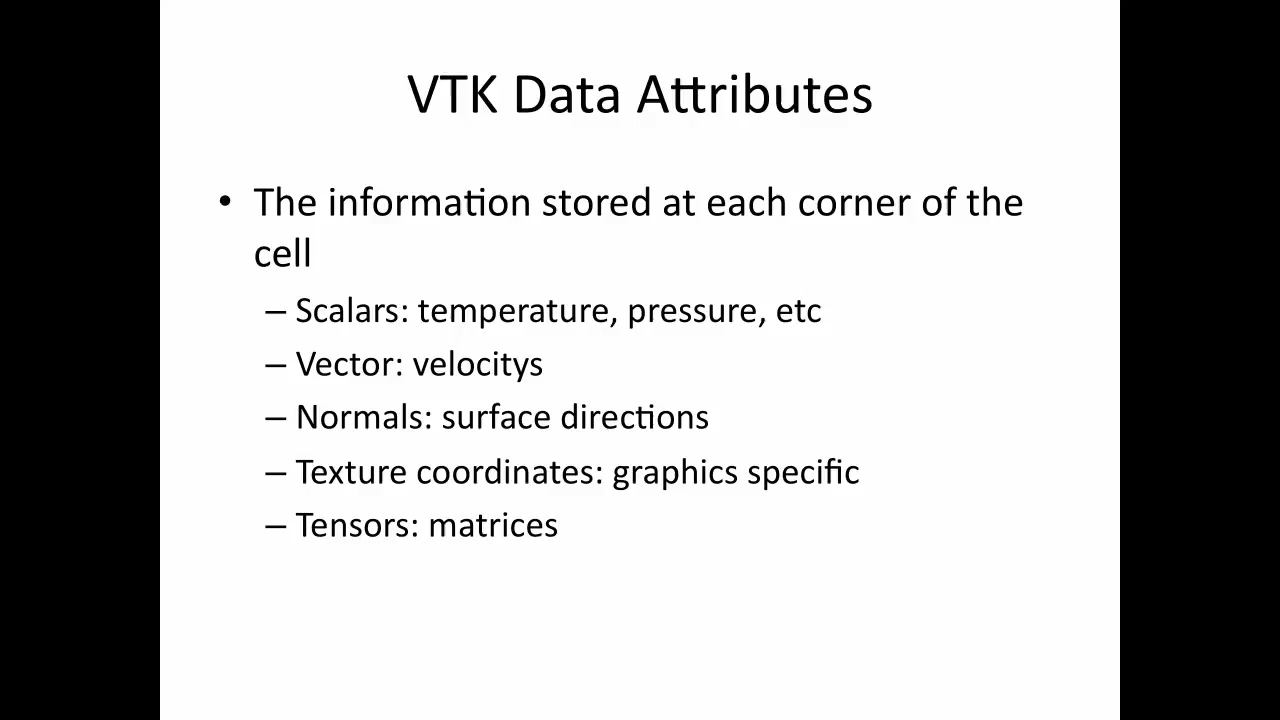 VTK Data Attributes
• The information stored at each corner of the
cell
– Scalars: temperature, pressure, etc
– Vector: velocitys
– Normals: surface directions
– Texture coordinates: graphics specific
– Tensors: matrices